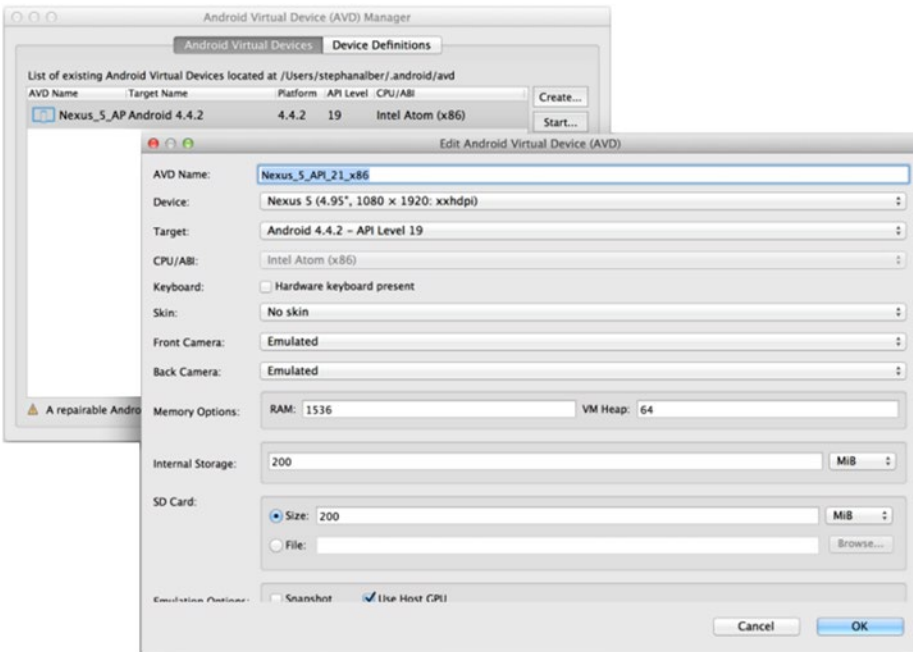 Android Virtual Device (AVD) Manager
Android Virtual Devices Device Definitions
List of existing Android Virtual Devices located at /Users/stephanalber/.android/avd
AVD Name Target Name Platform API Level CPU/ABI
Create...
Nexus_5_AP Android 4.4.2 4.4.2 19 Intel Atom (x86)
Start...
A repairable Andro
Edit Android Virtual Device (AVD)
AVD Name: Nexus_5_API_21_x86
Device: Nexus 5 (4.95", 1080 × 1920: xxhdpi)
Target: Android 4.4.2 – API Level 19
CPU/ABI: Intel Atom (x86)
Keyboard: Hardware keyboard present
Skin: No skin
Front Camera: Emulated
Back Camera: Emulated
Memory Options: RAM: 1536 VM Heap: 64
Internal Storage: 200 MiB
SD Card:
Size: 200 MiB
File: Browse...
Emulation Options: Snapshot Use Host GPU
Cancel OK